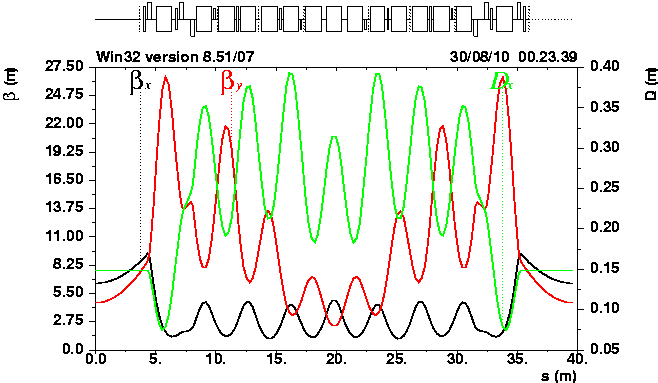 Win32 version 8.51/07 30/08/10 00.23.39
27.50 0.40
βx βy Dx
24.75
0.35
22.00
19.25 0.30
16.50
0.25
13.75
11.00 0.20
8.25
0.15
5.50
0.10
2.75
0.0 0.05
0.0 5. 10. 15. 20. 25. 30. 35. 40.
s (m)
β (m)
D (m)